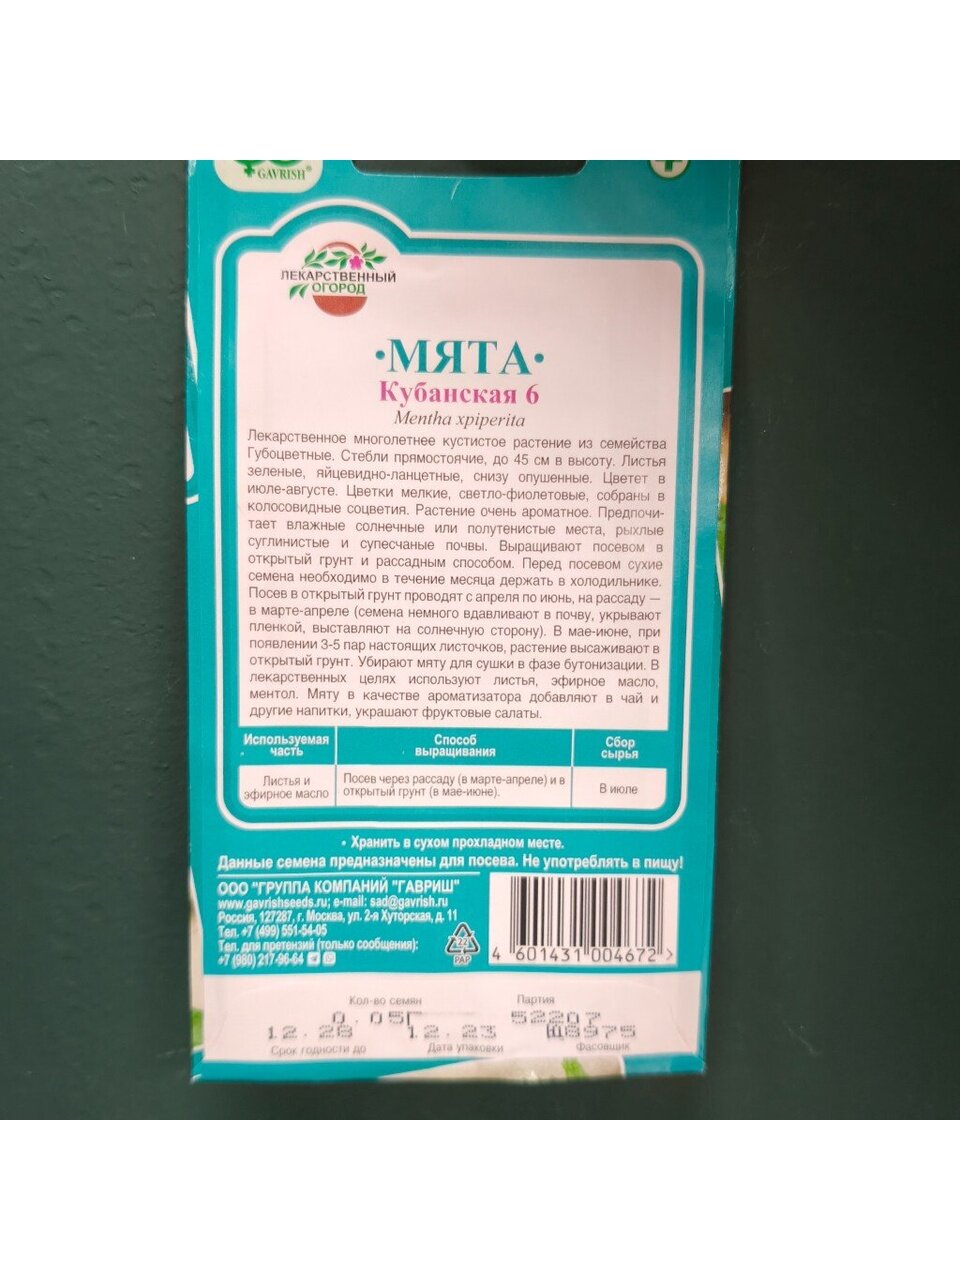 GAVRISH®
ЛЕКАРСТВЕННЫЙ
ОГОРОД
•МЯТА•
Кубанская 6
Mentha xpiperita
Лекарственное многолетнее кустистое растение из семейства
Губоцветные. Стебли прямостоячие, до 45 см в высоту. Листья
зеленые, яйцевидно-ланцетные, снизу опушенные. Цветет в
июле-августе. Цветки мелкие, светло-фиолетовые, собраны в
колосовидные соцветия. Растение очень ароматное. Предпочи-
тает влажные солнечные или полутенистые места, рыхлые
суглинистые и супесчаные почвы. Выращивают посевом в
открытый грунт и рассадным способом. Перед посевом сухие
семена необходимо в течение месяца держать в холодильнике.
Посев в открытый грунт проводят с апреля по июнь, на рассаду —
в марте-апреле (семена немного вдавливают в почву, укрывают
пленкой, выставляют на солнечную сторону). В мае-июне, при
появлении 3-5 пар настоящих листочков, растение высаживают в
открытый грунт. Убирают мяту для сушки в фазе бутонизации. В
лекарственных целях используют листья, эфирное масло,
ментол. Мяту в качестве ароматизатора добавляют в чай и
другие напитки, украшают фруктовые салаты.
Используемая часть
Способ выращивания
Сбор сырья
Листья и эфирное масло
Посев через рассаду (в марте-апреле) и в
открытый грунт (в мае-июне).
В июле
• Хранить в сухом прохладном месте.
Данные семена предназначены для посева. Не употреблять в пищу!
ООО "ГРУППА КОМПАНИЙ "ГАВРИШ"
www.gavrishseeds.ru; e-mail: sad@gavrish.ru
Россия, 127287, г. Москва, ул. 2-я Хуторская, д. 11
Тел. +7 (499) 551-54-05
Тел. для претензий (только сообщения):
+7 (980) 217-96-64
22
PAP
4 601431 004672 >
Кол-во семян
Партия
0.05Г
52207
12.28
12.23
Щ8975
Срок годности до
Дата упаковки
Фасовщик